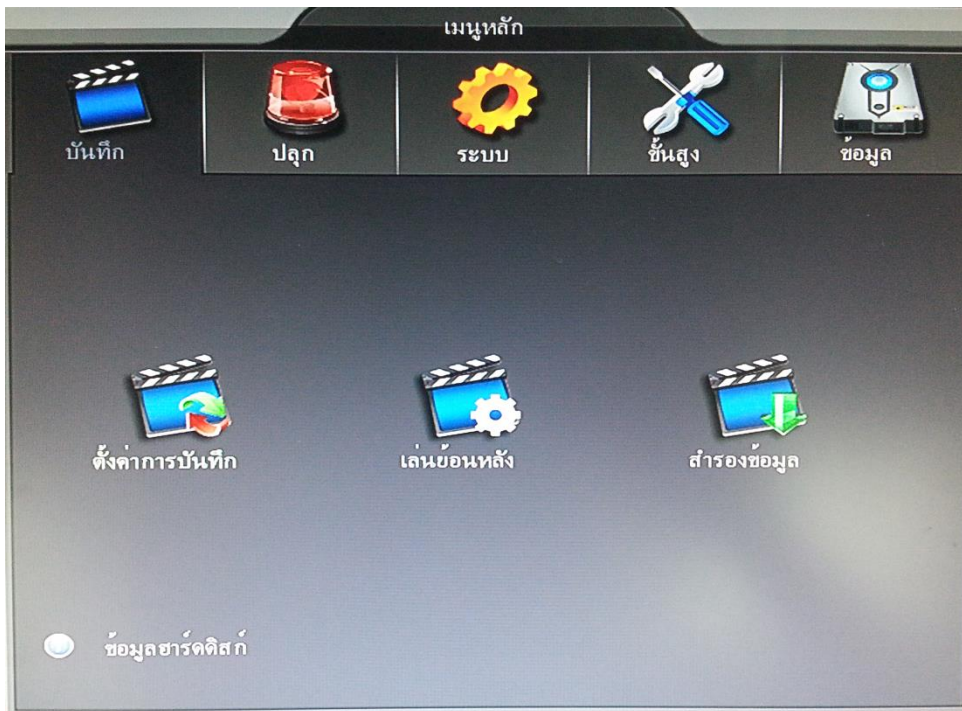 เมนูหลัก
บันทึก
ปลุก
ระบบ
ขั้นสูง
ข้อมูล
ตั้งค่าการบันทึก
เล่นย้อนหลัง
สำรองข้อมูล
ข้อมูลฮาร์ดดิสก์